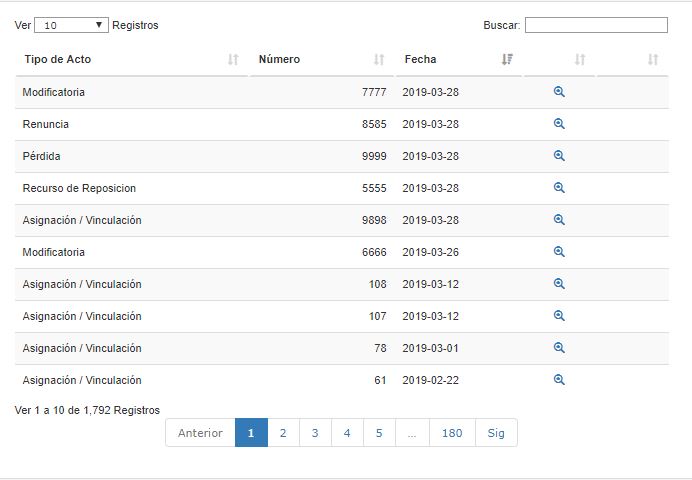 Ver 10 Registros Buscar:
Tipo de Acto Número Fecha
Modificatoria 7777 2019-03-28
Renuncia 8585 2019-03-28
Pérdida 9999 2019-03-28
Recurso de Reposicion 5555 2019-03-28
Asignación / Vinculación 9898 2019-03-28
Modificatoria 6666 2019-03-26
Asignación / Vinculación 108 2019-03-12
Asignación / Vinculación 107 2019-03-12
Asignación / Vinculación 78 2019-03-01
Asignación / Vinculación 61 2019-02-22
Ver 1 a 10 de 1,792 Registros
Anterior 1 2 3 4 5 ... 180 Sig